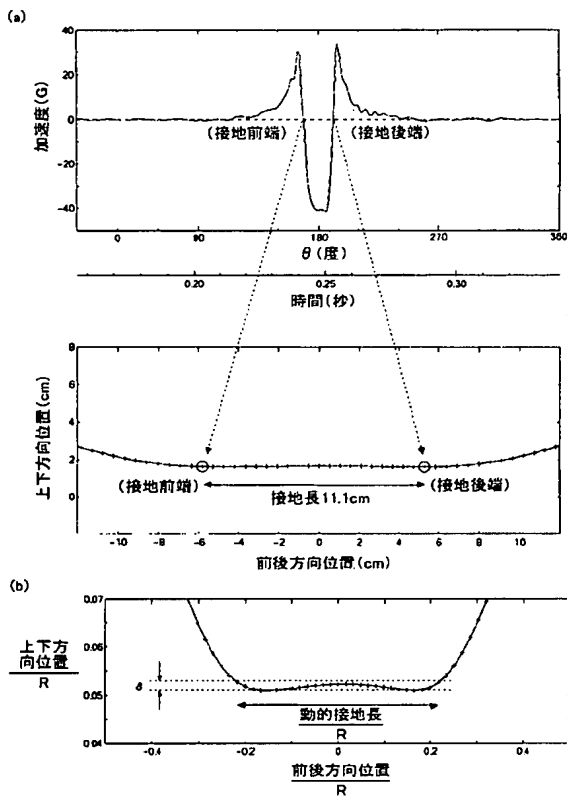 (a)
40
20
0
-20
-40
加速度(G)
(接地前端)
(接地後端)
0
90
180
270
360
θ(度)
0.20
0.25
0.30
時間(秒)
8
6
4
2
0
上下方向位置(cm)
(接地前端)
(接地後端)
接地長11.1cm
-10
-8
-6
-4
-2
0
2
4
6
8
10
前後方向位置(cm)
(b)
0.07
0.06
0.05
0.04
上下方
向位置
R
δ
動的接地長
R
-0.4
-0.2
0
0.2
0.4
前後方向位置
R